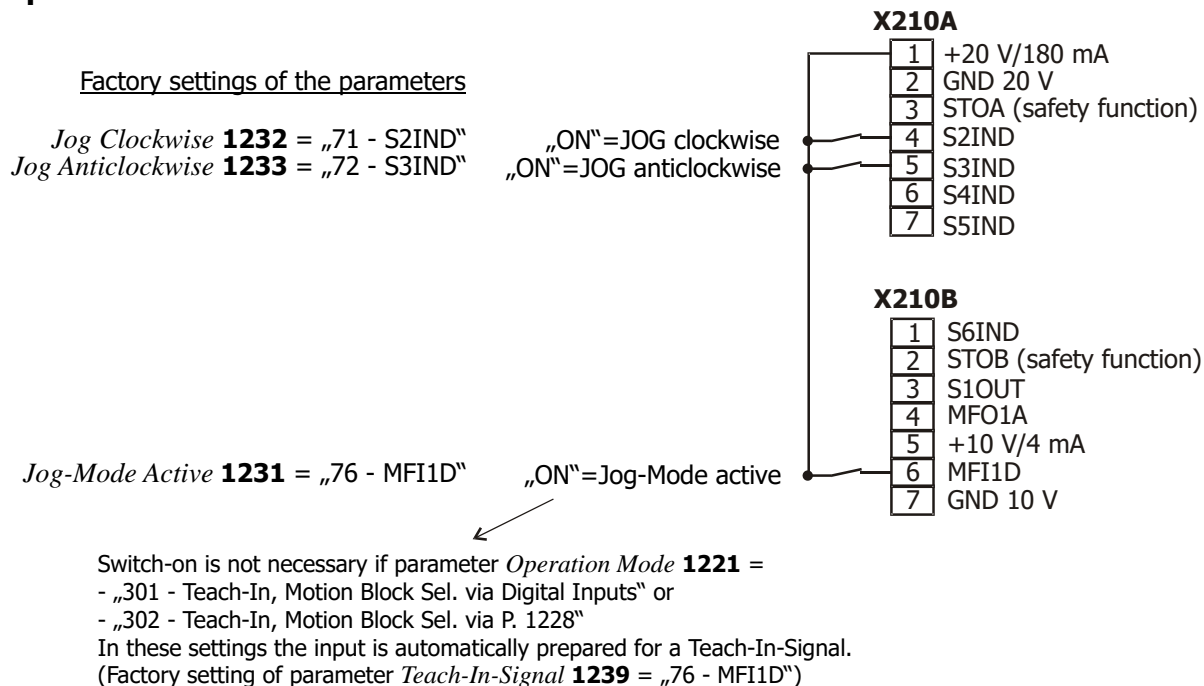 X210A
1 +20 V/180 mA
Factory settings of the parameters
2 GND 20 V
3 STOA (safety function)
Jog Clockwise 1232 = „71 - S2IND“ „ON“=JOG clockwise 4 S2IND
Jog Anticlockwise 1233 = „72 - S3IND“ „ON“=JOG anticlockwise 5 S3IND
6 S4IND
7 S5IND
X210B
1 S6IND
2 STOB (safety function)
3 S1OUT
4 MFO1A
5 +10 V/4 mA
Jog-Mode Active 1231 = „76 - MFI1D“ „ON“=Jog-Mode active 6 MFI1D
7 GND 10 V
Switch-on is not necessary if parameter Operation Mode 1221 =
- „301 - Teach-In, Motion Block Sel. via Digital Inputs“ or
- „302 - Teach-In, Motion Block Sel. via P. 1228“
In these settings the input is automatically prepared for a Teach-In-Signal.
(Factory setting of parameter Teach-In-Signal 1239 = „76 - MFI1D“)